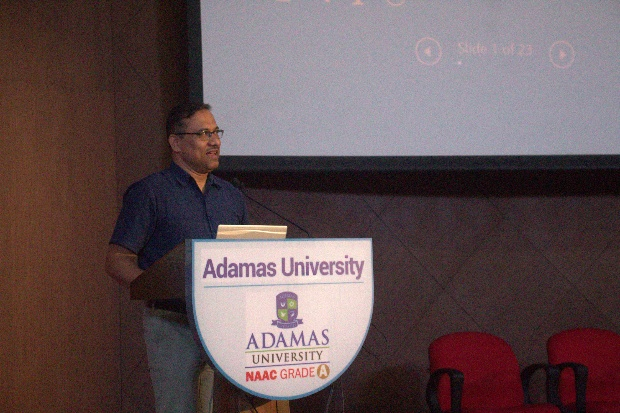 Slide 1 of 23
Adamas University
ADAMAS
UNIVERSITY
NAAC GRADE A